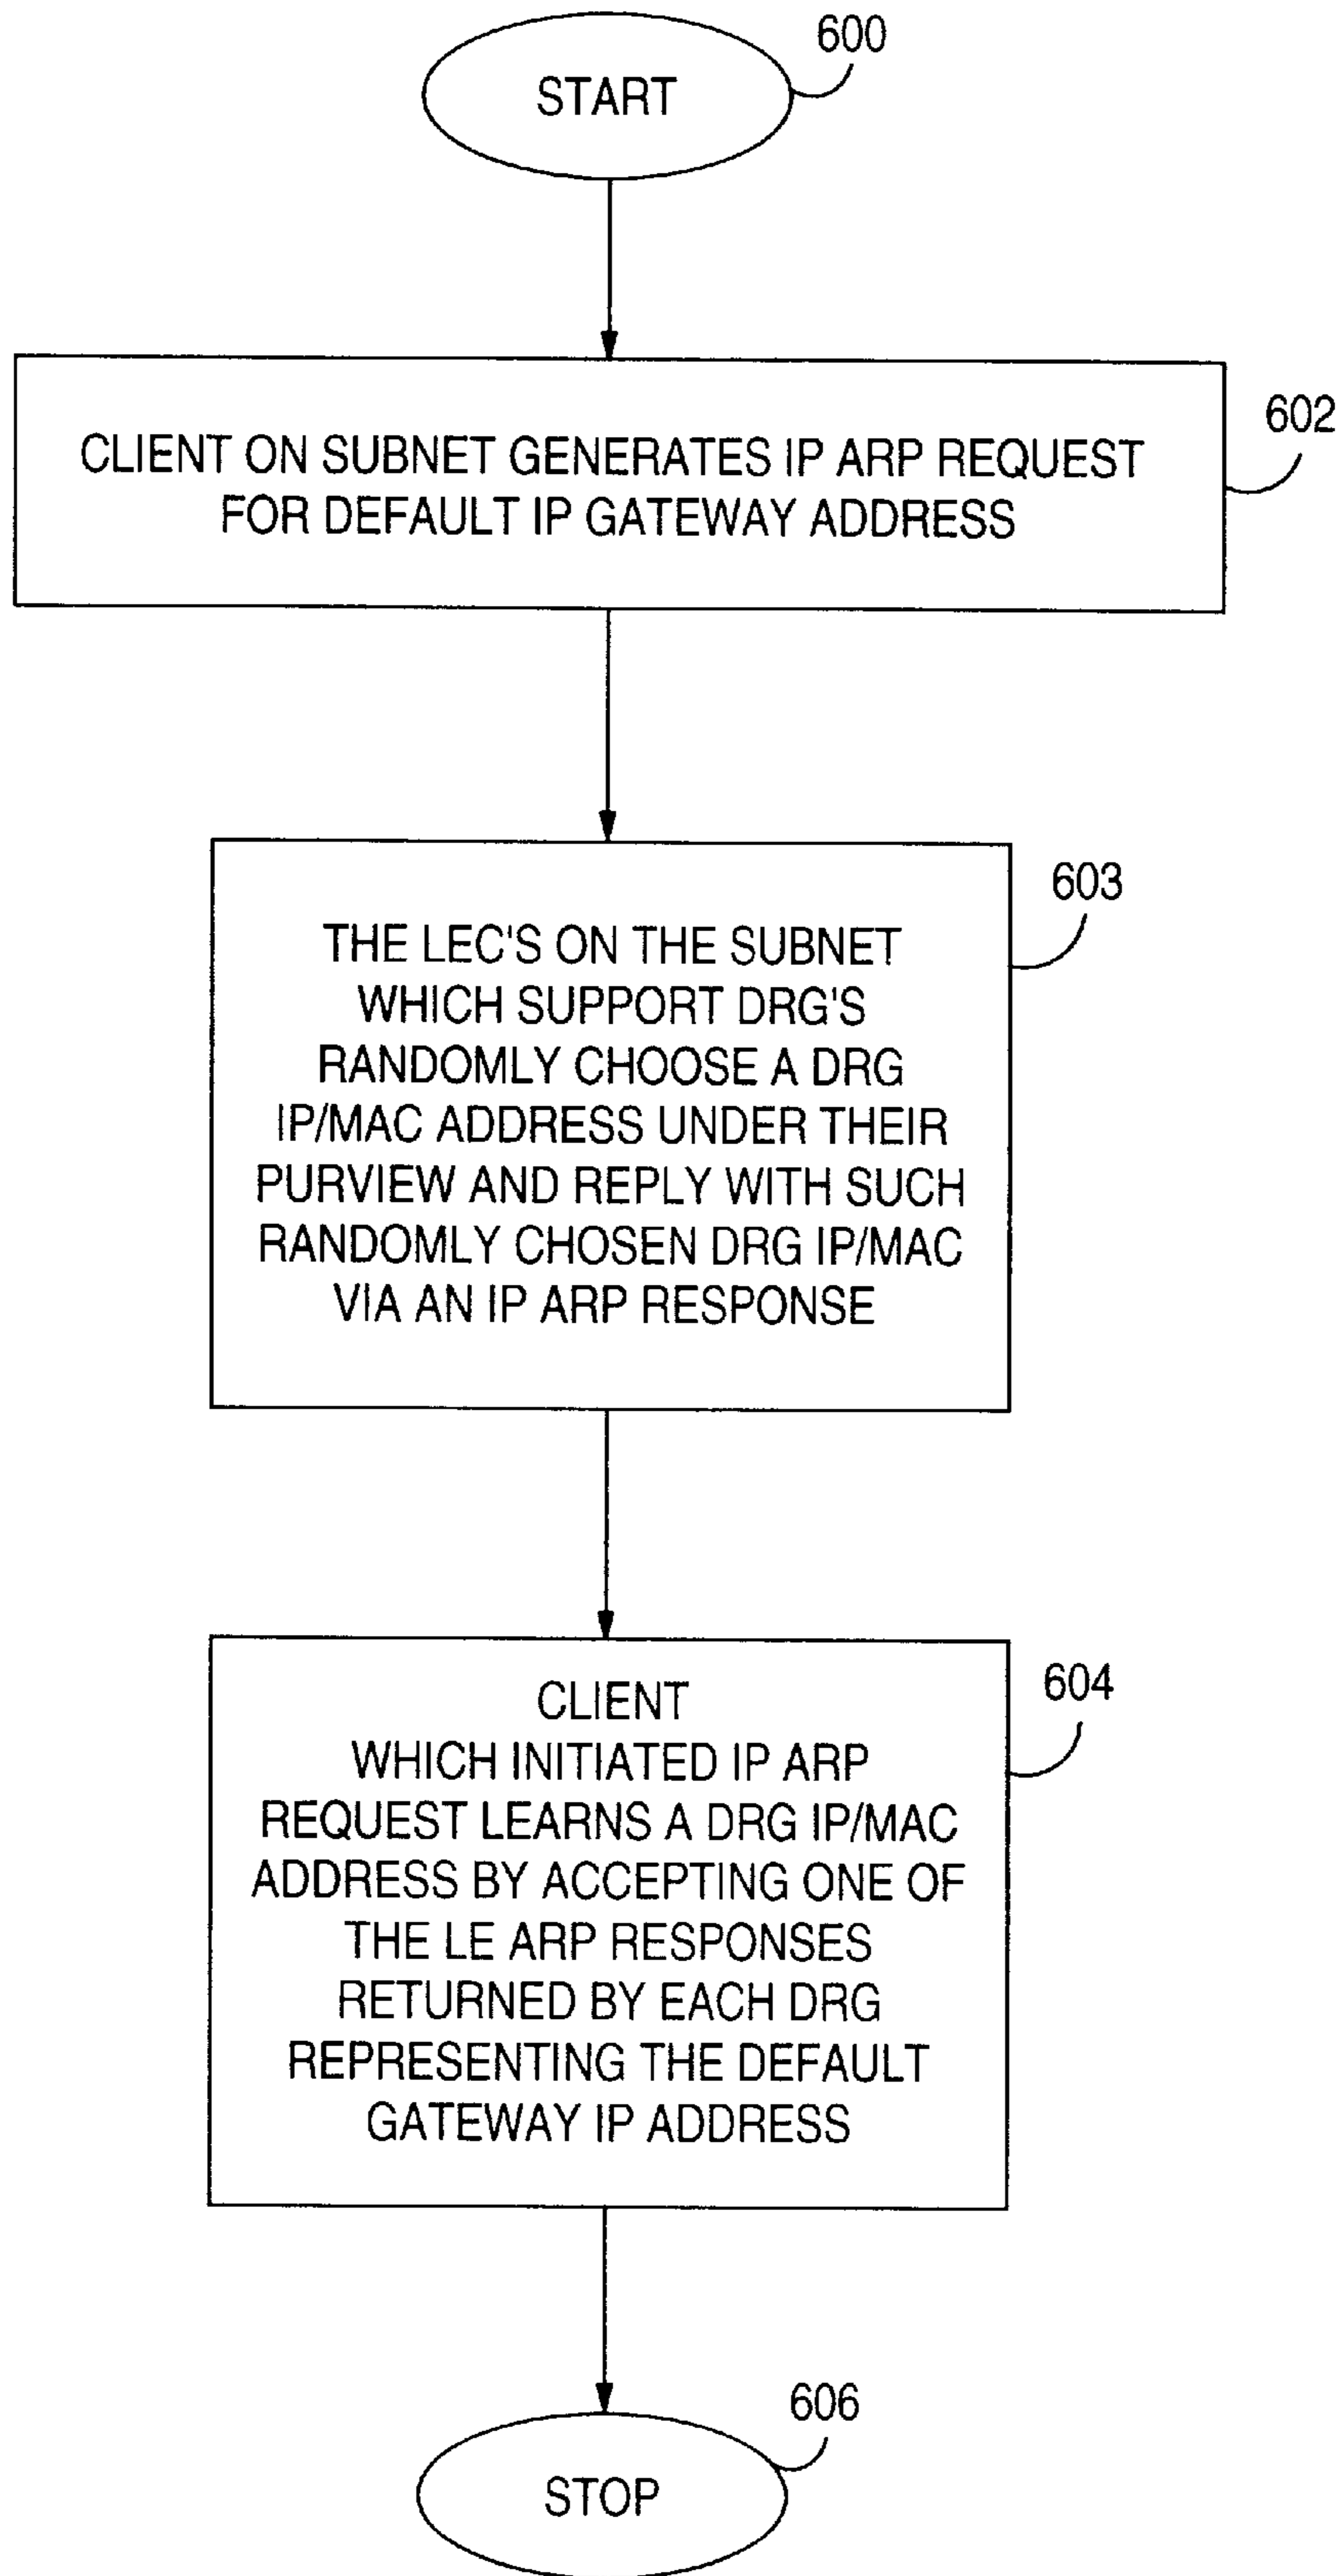 START
600
CLIENT ON SUBNET GENERATES IP ARP REQUEST
FOR DEFAULT IP GATEWAY ADDRESS
602
THE LEC'S ON THE SUBNET
WHICH SUPPORT DRG'S
RANDOMLY CHOOSE A DRG
IP/MAC ADDRESS UNDER THEIR
PURVIEW AND REPLY WITH SUCH
RANDOMLY CHOSEN DRG IP/MAC
VIA AN IP ARP RESPONSE
603
CLIENT
WHICH INITIATED IP ARP
REQUEST LEARNS A DRG IP/MAC
ADDRESS BY ACCEPTING ONE OF
THE LE ARP RESPONSES
RETURNED BY EACH DRG
REPRESENTING THE DEFAULT
GATEWAY IP ADDRESS
604
STOP
606